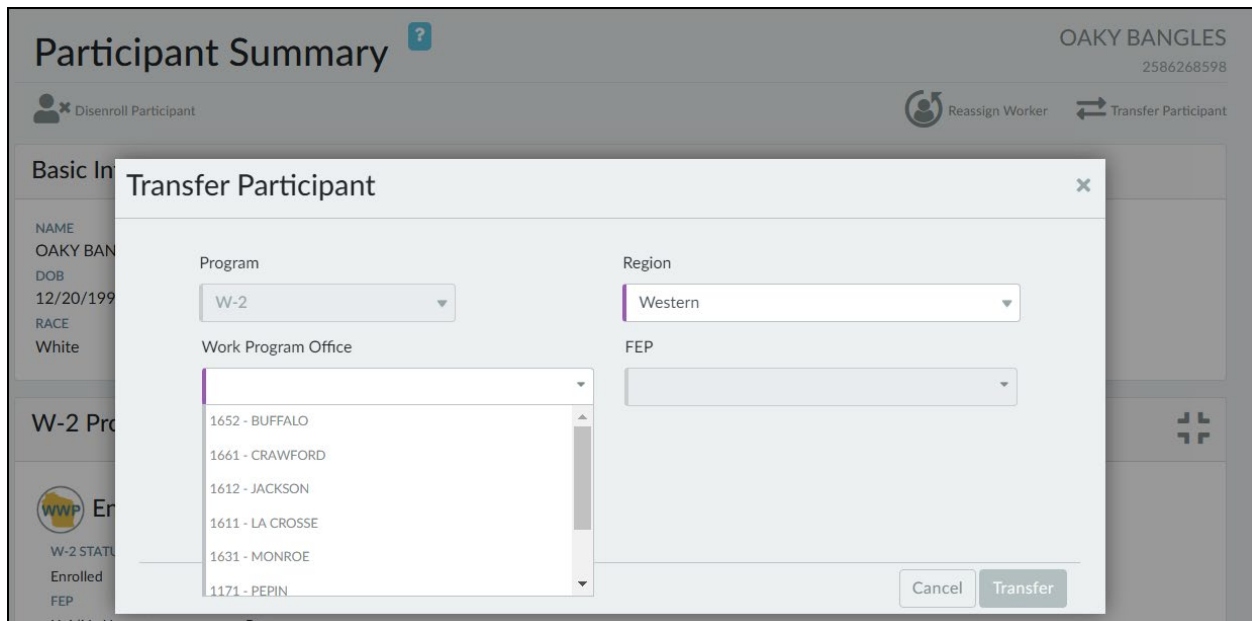 Participant Summary ?
OAKY BANGLES
2586268598
Disenroll Participant
Reassign Worker
Transfer Participant
Basic In
Transfer Participant
×
NAME
OAKY BAN
DOB
12/20/199
RACE
White
Program
Region
W-2
Western
Work Program Office
FEP
1652 - BUFFALO
1661 - CRAWFORD
1612 - JACKSON
1611 - LA CROSSE
1631 - MONROE
1171 - PEPIN
W-2 Pro
WWP
En
W-2 STATU
Enrolled
FEP
Cancel
Transfer